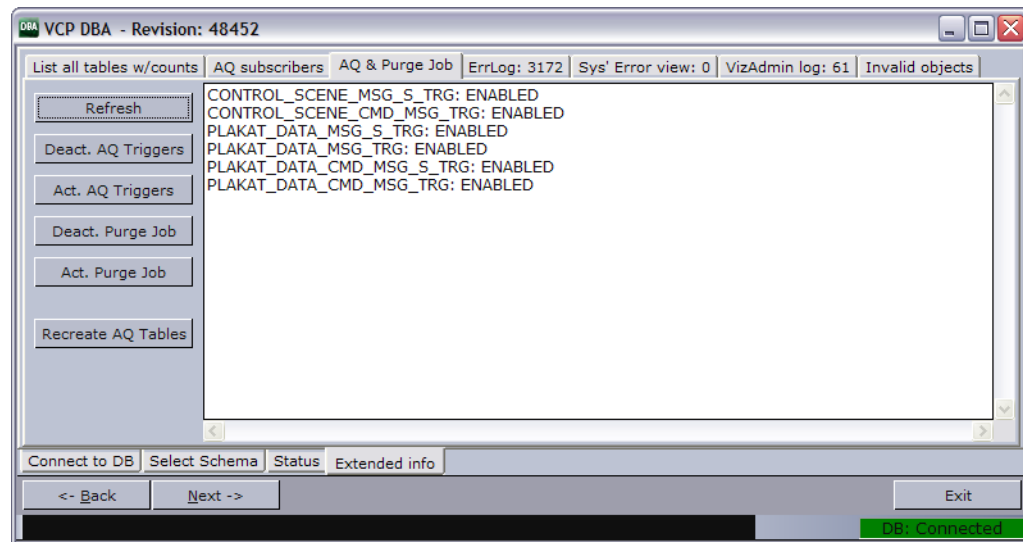 DBA VCP DBA - Revision: 48452
List all tables w/counts AQ subscribers AQ & Purge Job ErrLog: 3172 Sys' Error view: 0 VizAdmin log: 61 Invalid objects
Refresh
Deact. AQ Triggers
Act. AQ Triggers
Deact. Purge Job
Act. Purge Job
Recreate AQ Tables
CONTROL_SCENE_MSG_S_TRG: ENABLED
CONTROL_SCENE_CMD_MSG_TRG: ENABLED
PLAKAT_DATA_MSG_S_TRG: ENABLED
PLAKAT_DATA_MSG_TRG: ENABLED
PLAKAT_DATA_CMD_MSG_S_TRG: ENABLED
PLAKAT_DATA_CMD_MSG_TRG: ENABLED
Connect to DB Select Schema Status Extended info
<- Back Next -> Exit
DB: Connected